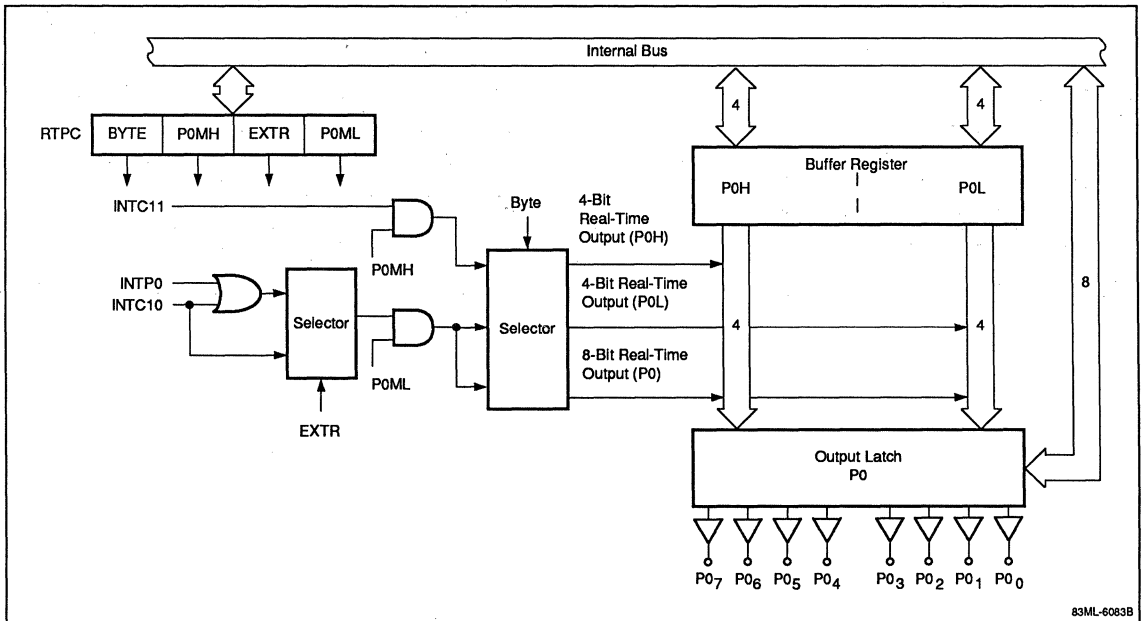 Internal Bus
RTPC
BYTE
P0MH
EXTR
P0ML
4
4
8
Buffer Register
P0H
P0L
INTC11
P0MH
Byte
4-Bit
Real-Time
Output (P0H)
INTP0
INTC10
Selector
EXTR
P0ML
Selector
4-Bit Real-Time
Output (P0L)
4
4
8-Bit Real-Time
Output (P0)
Output Latch
P0
P07 P06 P05 P04 P03 P02 P01 P00
83ML-6083B